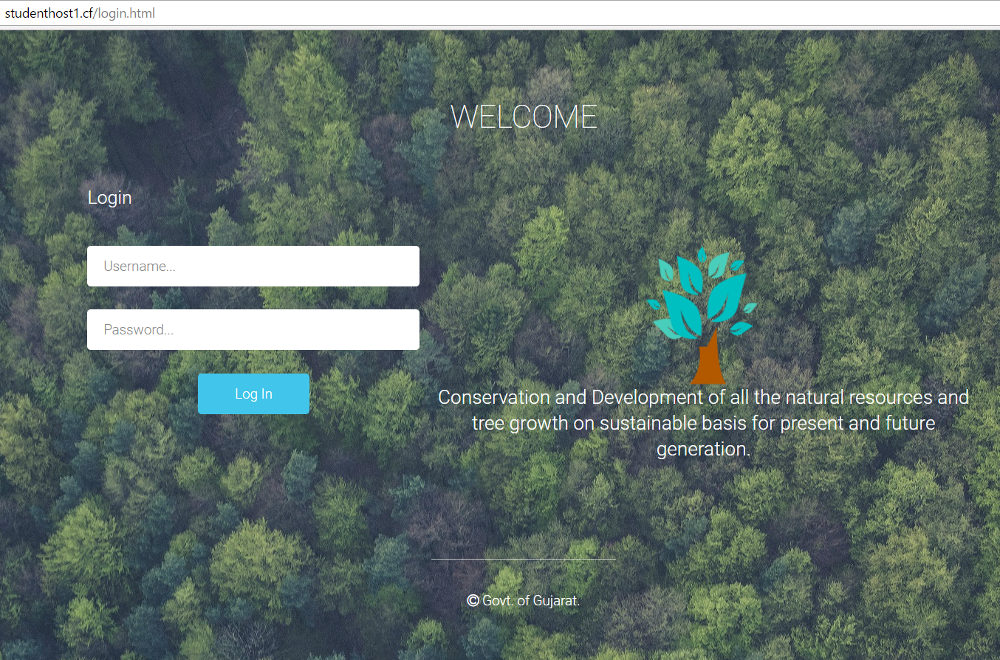 studenthost1.cf/login.html
WELCOME
Login
Username...
Password...
Log In
Conservation and Development of all the natural resources and
tree growth on sustainable basis for present and future
generation.
© Govt. of Gujarat.